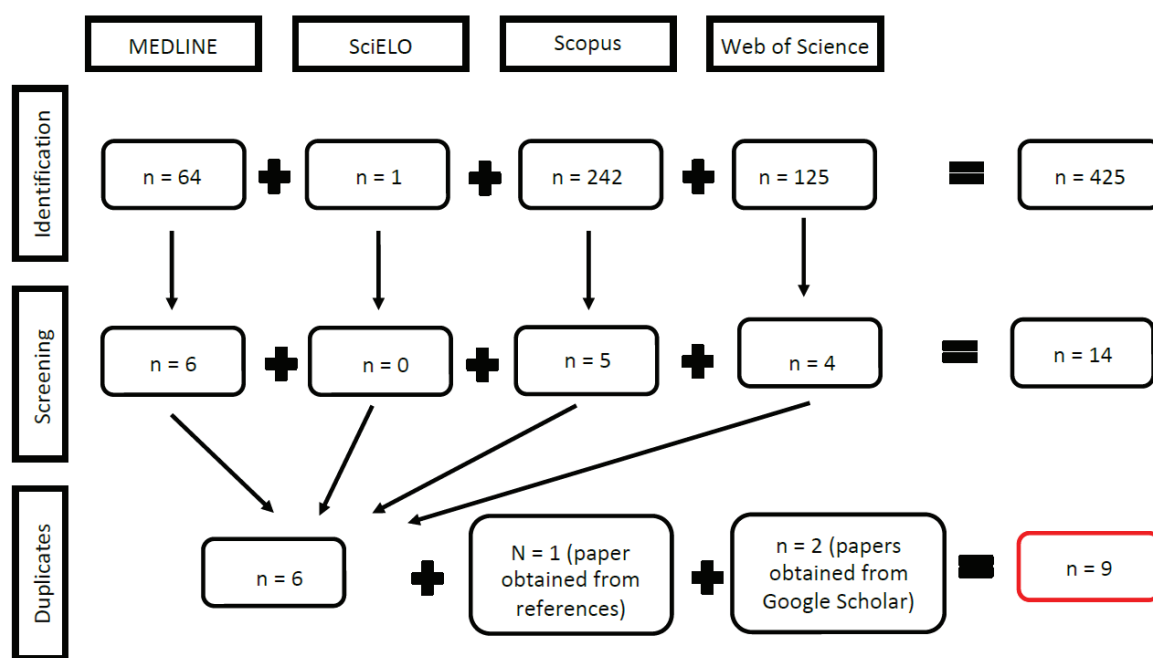 MEDLINE
SciELO
Scopus
Web of Science
Identification
n = 64
n = 1
n = 242
n = 125
n = 425
Screening
n = 6
n = 0
n = 5
n = 4
n = 14
Duplicates
n = 6
N = 1 (paper
obtained from
references)
n = 2 (papers
obtained from
Google Scholar)
n = 9